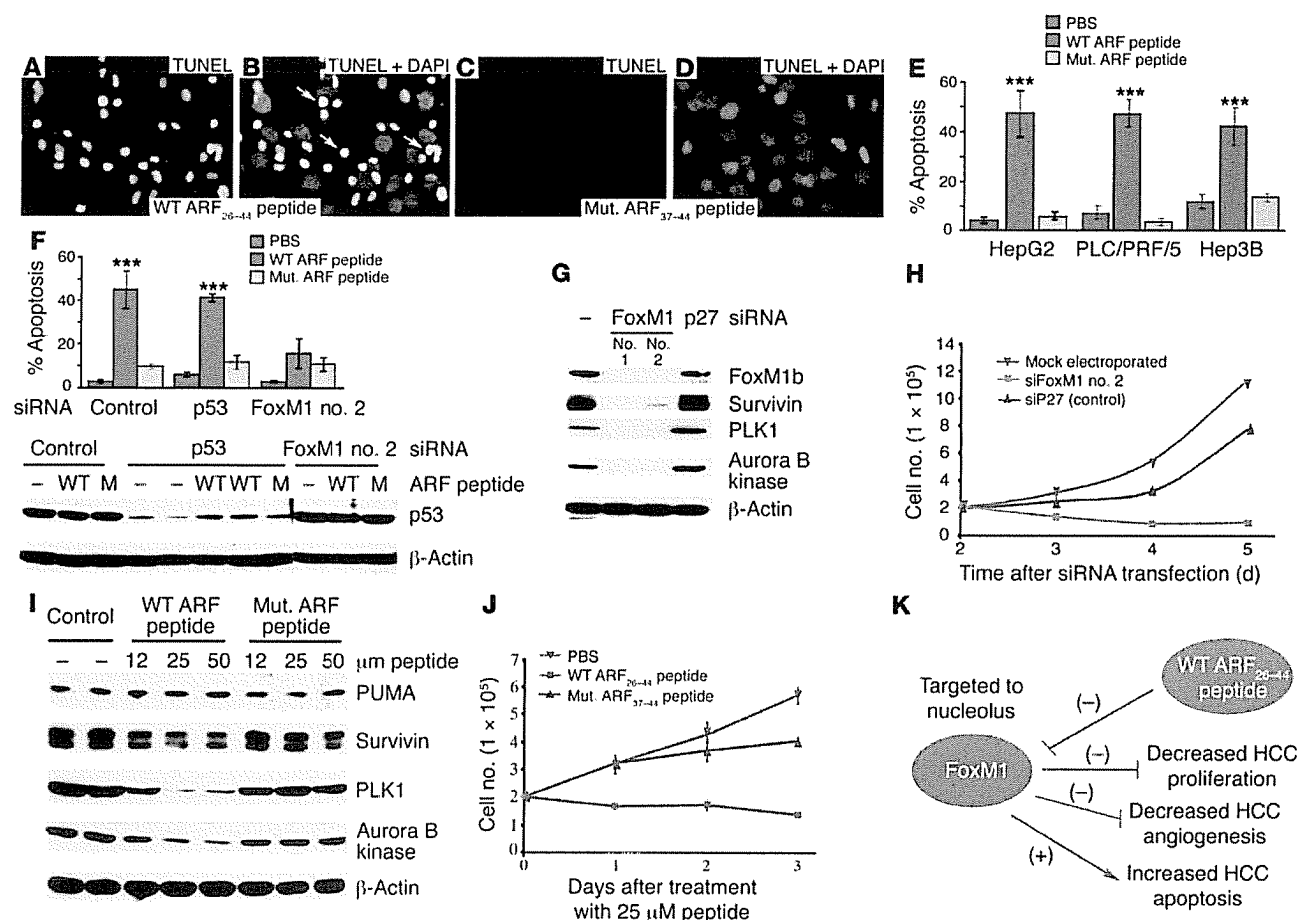 A
TUNEL
B
TUNEL + DAPI
C
TUNEL
D
TUNEL + DAPI
WT ARF26–44 peptide
Mut. ARF37–44 peptide
E
PBS
WT ARF peptide
Mut. ARF peptide
% Apoptosis
60
40
20
0
***
***
***
HepG2 PLC/PRF/5 Hep3B
F
PBS
WT ARF peptide
Mut. ARF peptide
% Apoptosis
60
40
20
14
0
***
***
siRNA Control p53 FoxM1 no. 2
Control p53 FoxM1 no. 2 siRNA
– WT M – – WT WT M – WT M ARF peptide
p53
β-Actin
G
– FoxM1 p27 siRNA
No. 1 No. 2
FoxM1b
Survivin
PLK1
Aurora B
kinase
β-Actin
H
Cell no. (1 × 10⁵)
14
12
10
8
6
4
2
0
Mock electroporated
siFoxM1 no. 2
siP27 (control)
2 3 4 5
Time after siRNA transfection (d)
I
Control WT ARF peptide Mut. ARF peptide
– – 12 25 50 12 25 50 μm peptide
PUMA
Survivin
PLK1
Aurora B
kinase
β-Actin
J
Cell no. (1 × 10⁵)
7
6
5
4
3
2
1
0
PBS
WT ARF26–44 peptide
Mut. ARF37–44 peptide
0 1 2 3
Days after treatment
with 25 μM peptide
K
WT ARF26–44
peptide
Targeted to
nucleolus
(–)
FoxM1
(–)
Decreased HCC
proliferation
(–)
Decreased HCC
angiogenesis
(+)
Increased HCC
apoptosis